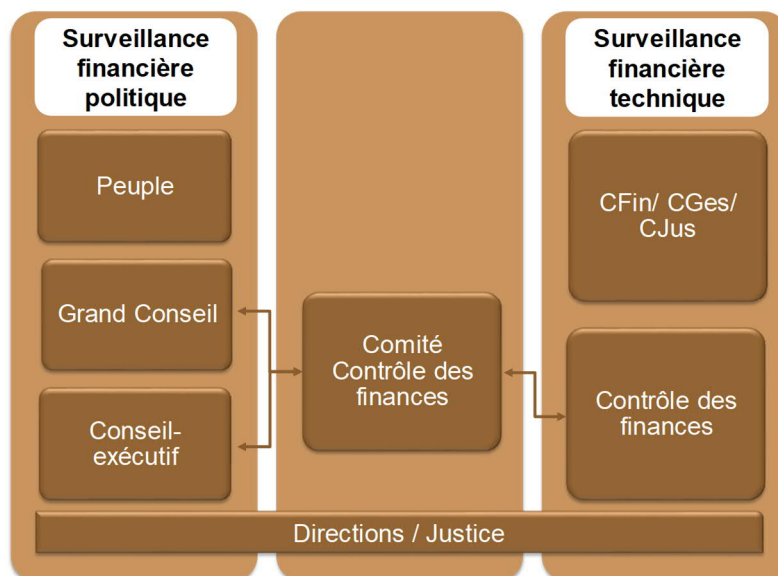 Surveillance
financière
politique
Peuple
Grand Conseil
Conseil-
exécutif
Comité
Contrôle des
finances
Surveillance
financière
technique
CFin/ CGes/
CJus
Contrôle des
finances
Directions / Justice